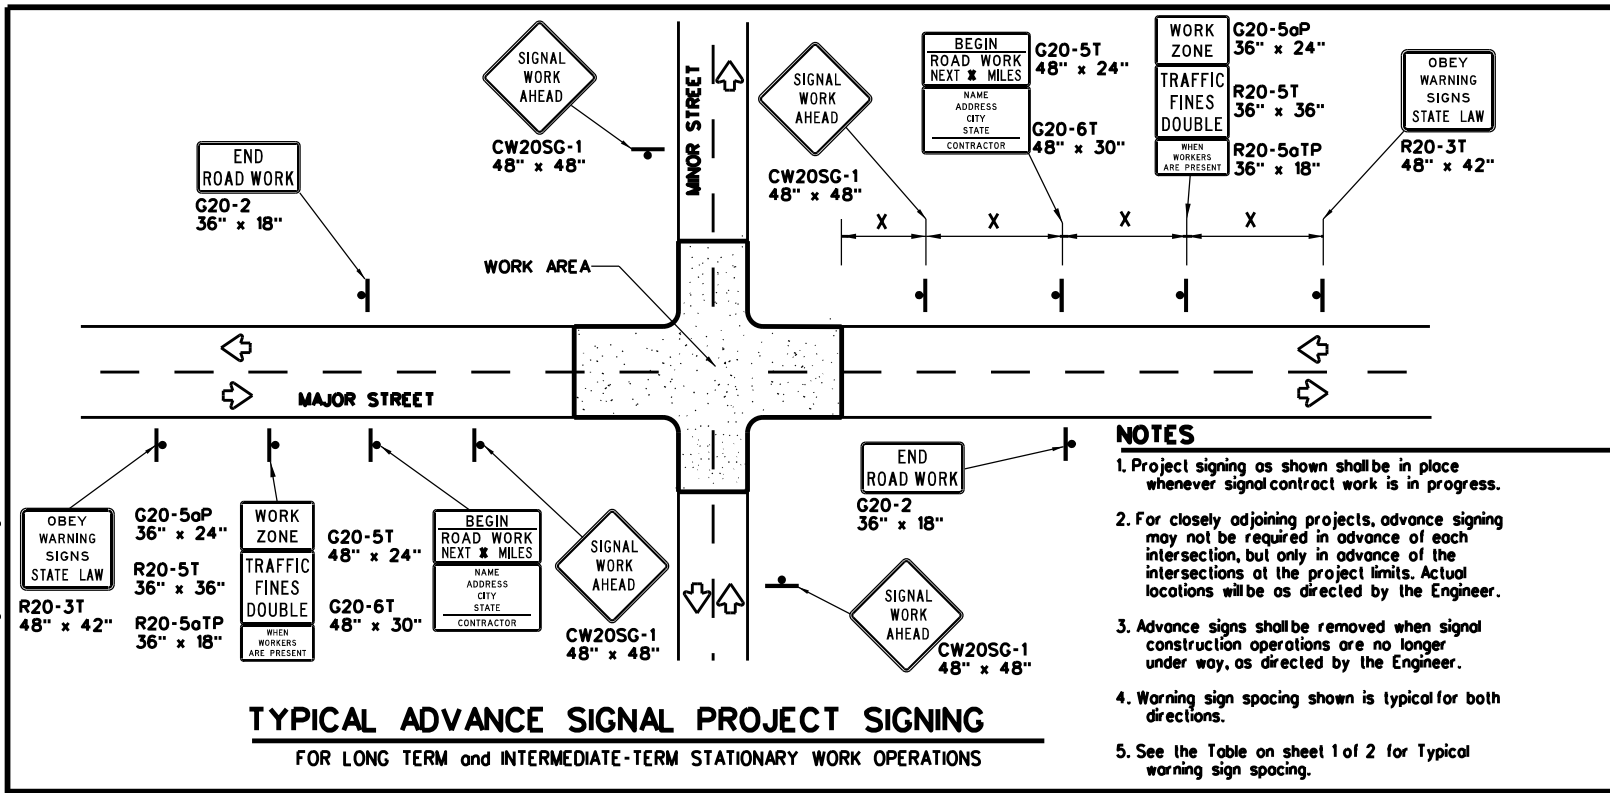 SIGNAL
WORK
AHEAD
CW20SG-1
48" x 48"
END
ROAD WORK
G20-2
36" x 18"
MINOR STREET
SIGNAL
WORK
AHEAD
CW20SG-1
48" x 48"
BEGIN
ROAD WORK
NEXT X MILES
NAME
ADDRESS
CITY
STATE
CONTRACTOR
G20-5T
48" x 24"
G20-6T
48" x 30"
WORK
ZONE
TRAFFIC
FINES
DOUBLE
WHEN
WORKERS
ARE PRESENT
G20-5aP
36" x 24"
R20-5T
36" x 36"
R20-5aTP
36" x 18"
OBEY
WARNING
SIGNS
STATE LAW
R20-3T
48" x 42"
X
X
X
X
WORK AREA
MAJOR STREET
OBEY
WARNING
SIGNS
STATE LAW
R20-3T
48" x 42"
G20-5aP
36" x 24"
R20-5T
36" x 36"
R20-5aTP
36" x 18"
WORK
ZONE
TRAFFIC
FINES
DOUBLE
WHEN
WORKERS
ARE PRESENT
G20-5T
48" x 24"
G20-6T
48" x 30"
BEGIN
ROAD WORK
NEXT X MILES
NAME
ADDRESS
CITY
STATE
CONTRACTOR
SIGNAL
WORK
AHEAD
CW20SG-1
48" x 48"
END
ROAD WORK
G20-2
36" x 18"
SIGNAL
WORK
AHEAD
CW20SG-1
48" x 48"
NOTES
1. Project signing as shown shall be in place
whenever signal contract work is in progress.
2. For closely adjoining projects, advance signing
may not be required in advance of each
intersection, but only in advance of the
intersections at the project limits. Actual
locations will be as directed by the Engineer.
3. Advance signs shall be removed when signal
construction operations are no longer
under way, as directed by the Engineer.
4. Warning sign spacing shown is typical for both
directions.
5. See the Table on sheet 1 of 2 for Typical
warning sign spacing.
TYPICAL ADVANCE SIGNAL PROJECT SIGNING
FOR LONG TERM and INTERMEDIATE-TERM STATIONARY WORK OPERATIONS